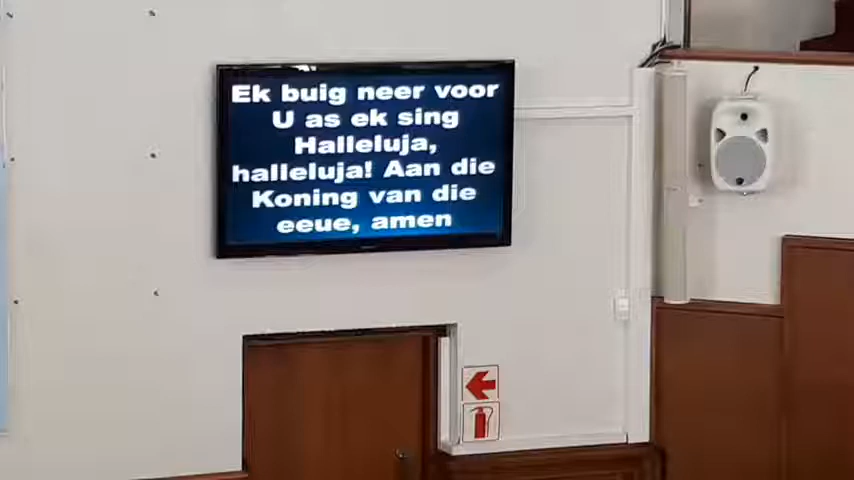 Ek buig neer voor
U as ek sing
Halleluja,
halleluja! Aan die
Koning van die
eeue, amen